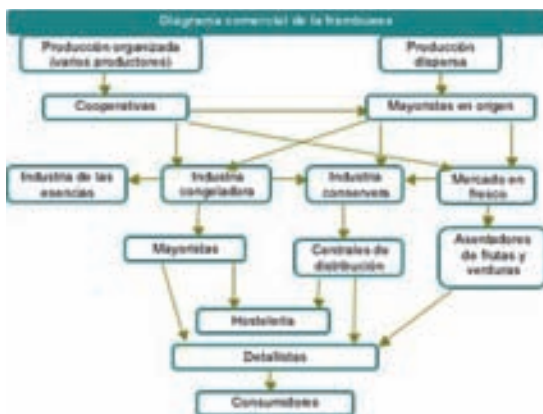 Diagrama comercial de la frambuesa
Producción organizada
(varios productores)
Producción
dispersa
Cooperativas
Mayoristas en origen
Industria de las
esencias
Industria
congeladora
Industria
conservera
Mercado en
fresco
Mayoristas
Centrales de
distribución
Asentadores
de frutas y
verduras
Hostelería
Detallistas
Consumidores